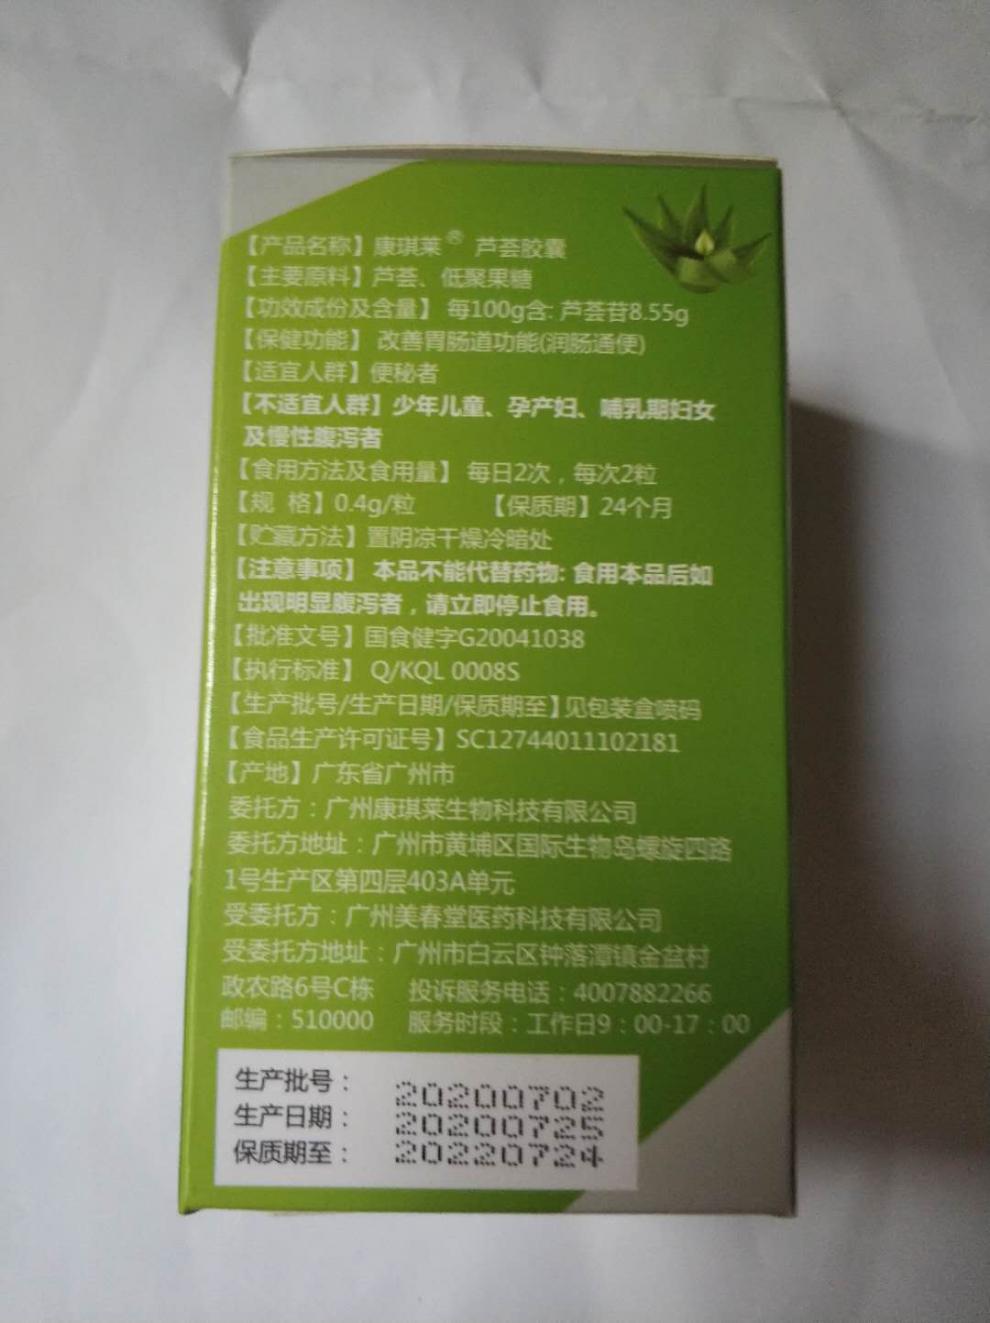 【产品名称】康琪莱® 芦荟胶囊
【主要原料】芦荟、低聚果糖
【功效成份及含量】 每100g含: 芦荟苷8.55g
【保健功能】 改善胃肠道功能(润肠通便)
【适宜人群】便秘者
【不适宜人群】少年儿童、孕产妇、哺乳期妇女
及慢性腹泻者
【食用方法及食用量】 每日2次，每次2粒
【规 格】0.4g/粒 【保质期】24个月
【贮藏方法】置阴凉干燥冷暗处
【注意事项】 本品不能代替药物: 食用本品后如
出现明显腹泻者，请立即停止食用。
【批准文号】国食健字G20041038
【执行标准】 Q/KQL 0008S
【生产批号/生产日期/保质期至】见包装盒喷码
【食品生产许可证号】SC12744011102181
【产地】广东省广州市
委托方：广州康琪莱生物科技有限公司
委托方地址：广州市黄埔区国际生物岛螺旋四路
1号生产区第四层403A单元
受委托方：广州美春堂医药科技有限公司
受委托方地址：广州市白云区钟落潭镇金盆村
政农路6号C栋 投诉服务电话：4007882266
邮编：510000 服务时段：工作日9：00-17：00
生产批号： 20200702
生产日期： 20200725
保质期至： 20220724